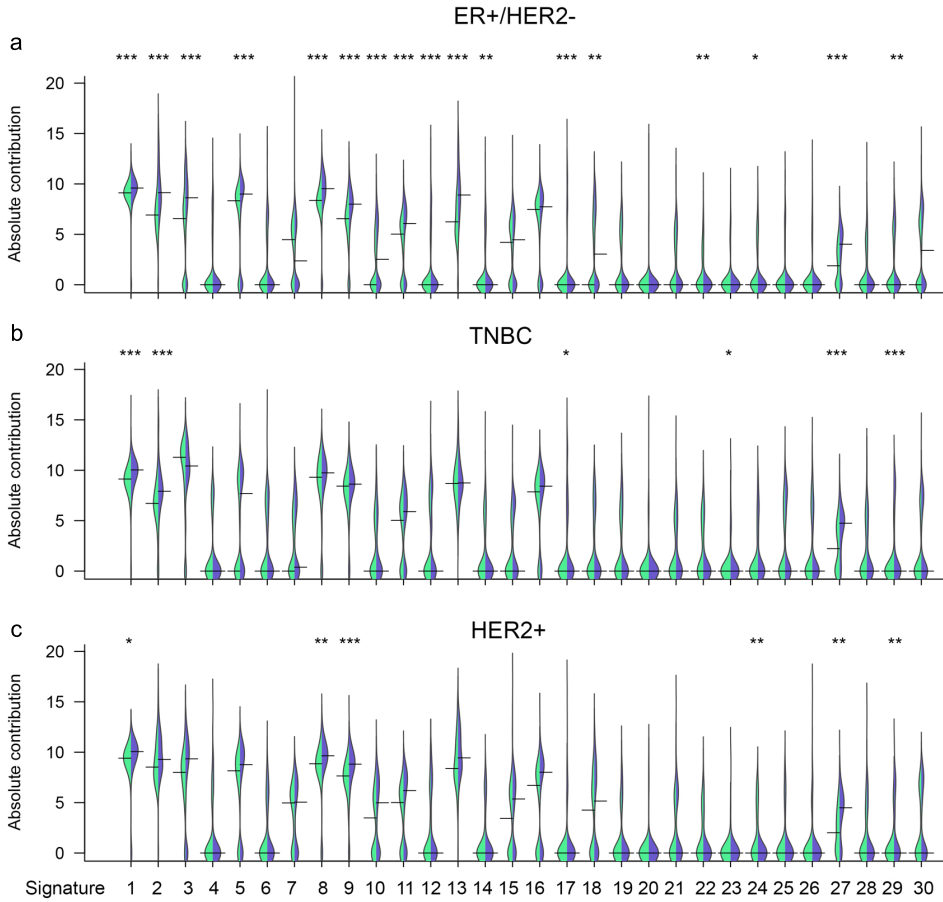 ER+/HER2-
a
*** *** *** *** *** *** *** *** *** *** ** *** ** ** * *** **
Absolute contribution
20
15
10
5
0
b
TNBC
*** *** * * *** ***
Absolute contribution
20
15
10
5
0
c
HER2+
* ** *** ** ** **
Absolute contribution
20
15
10
5
0
Signature 1 2 3 4 5 6 7 8 9 10 11 12 13 14 15 16 17 18 19 20 21 22 23 24 25 26 27 28 29 30